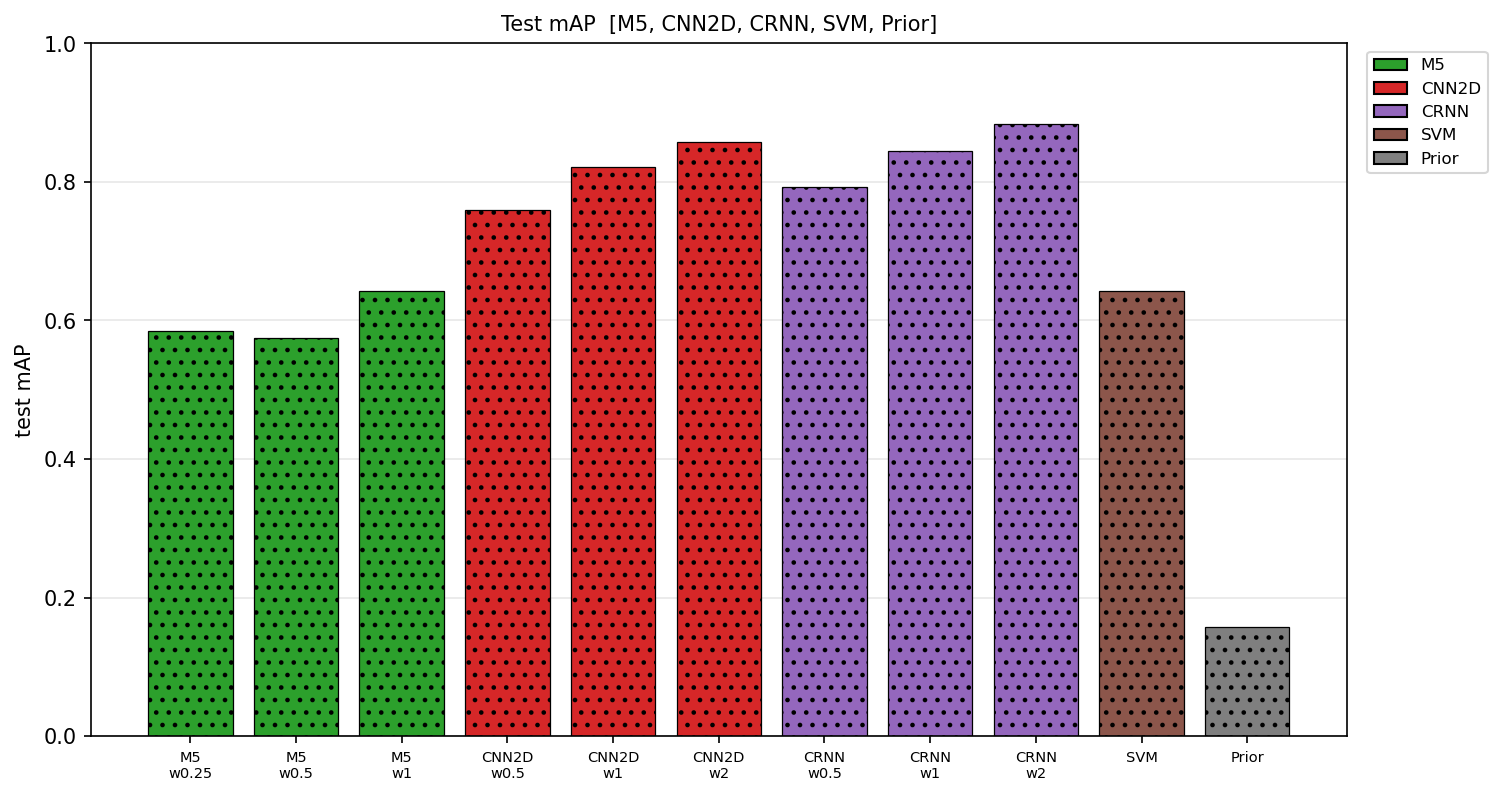 Test mAP  [M5, CNN2D, CRNN, SVM, Prior]
test mAP
1.0
0.8
0.6
0.4
0.2
0.0
M5
w0.25
M5
w0.5
M5
w1
CNN2D
w0.5
CNN2D
w1
CNN2D
w2
CRNN
w0.5
CRNN
w1
CRNN
w2
SVM
Prior
M5
CNN2D
CRNN
SVM
Prior